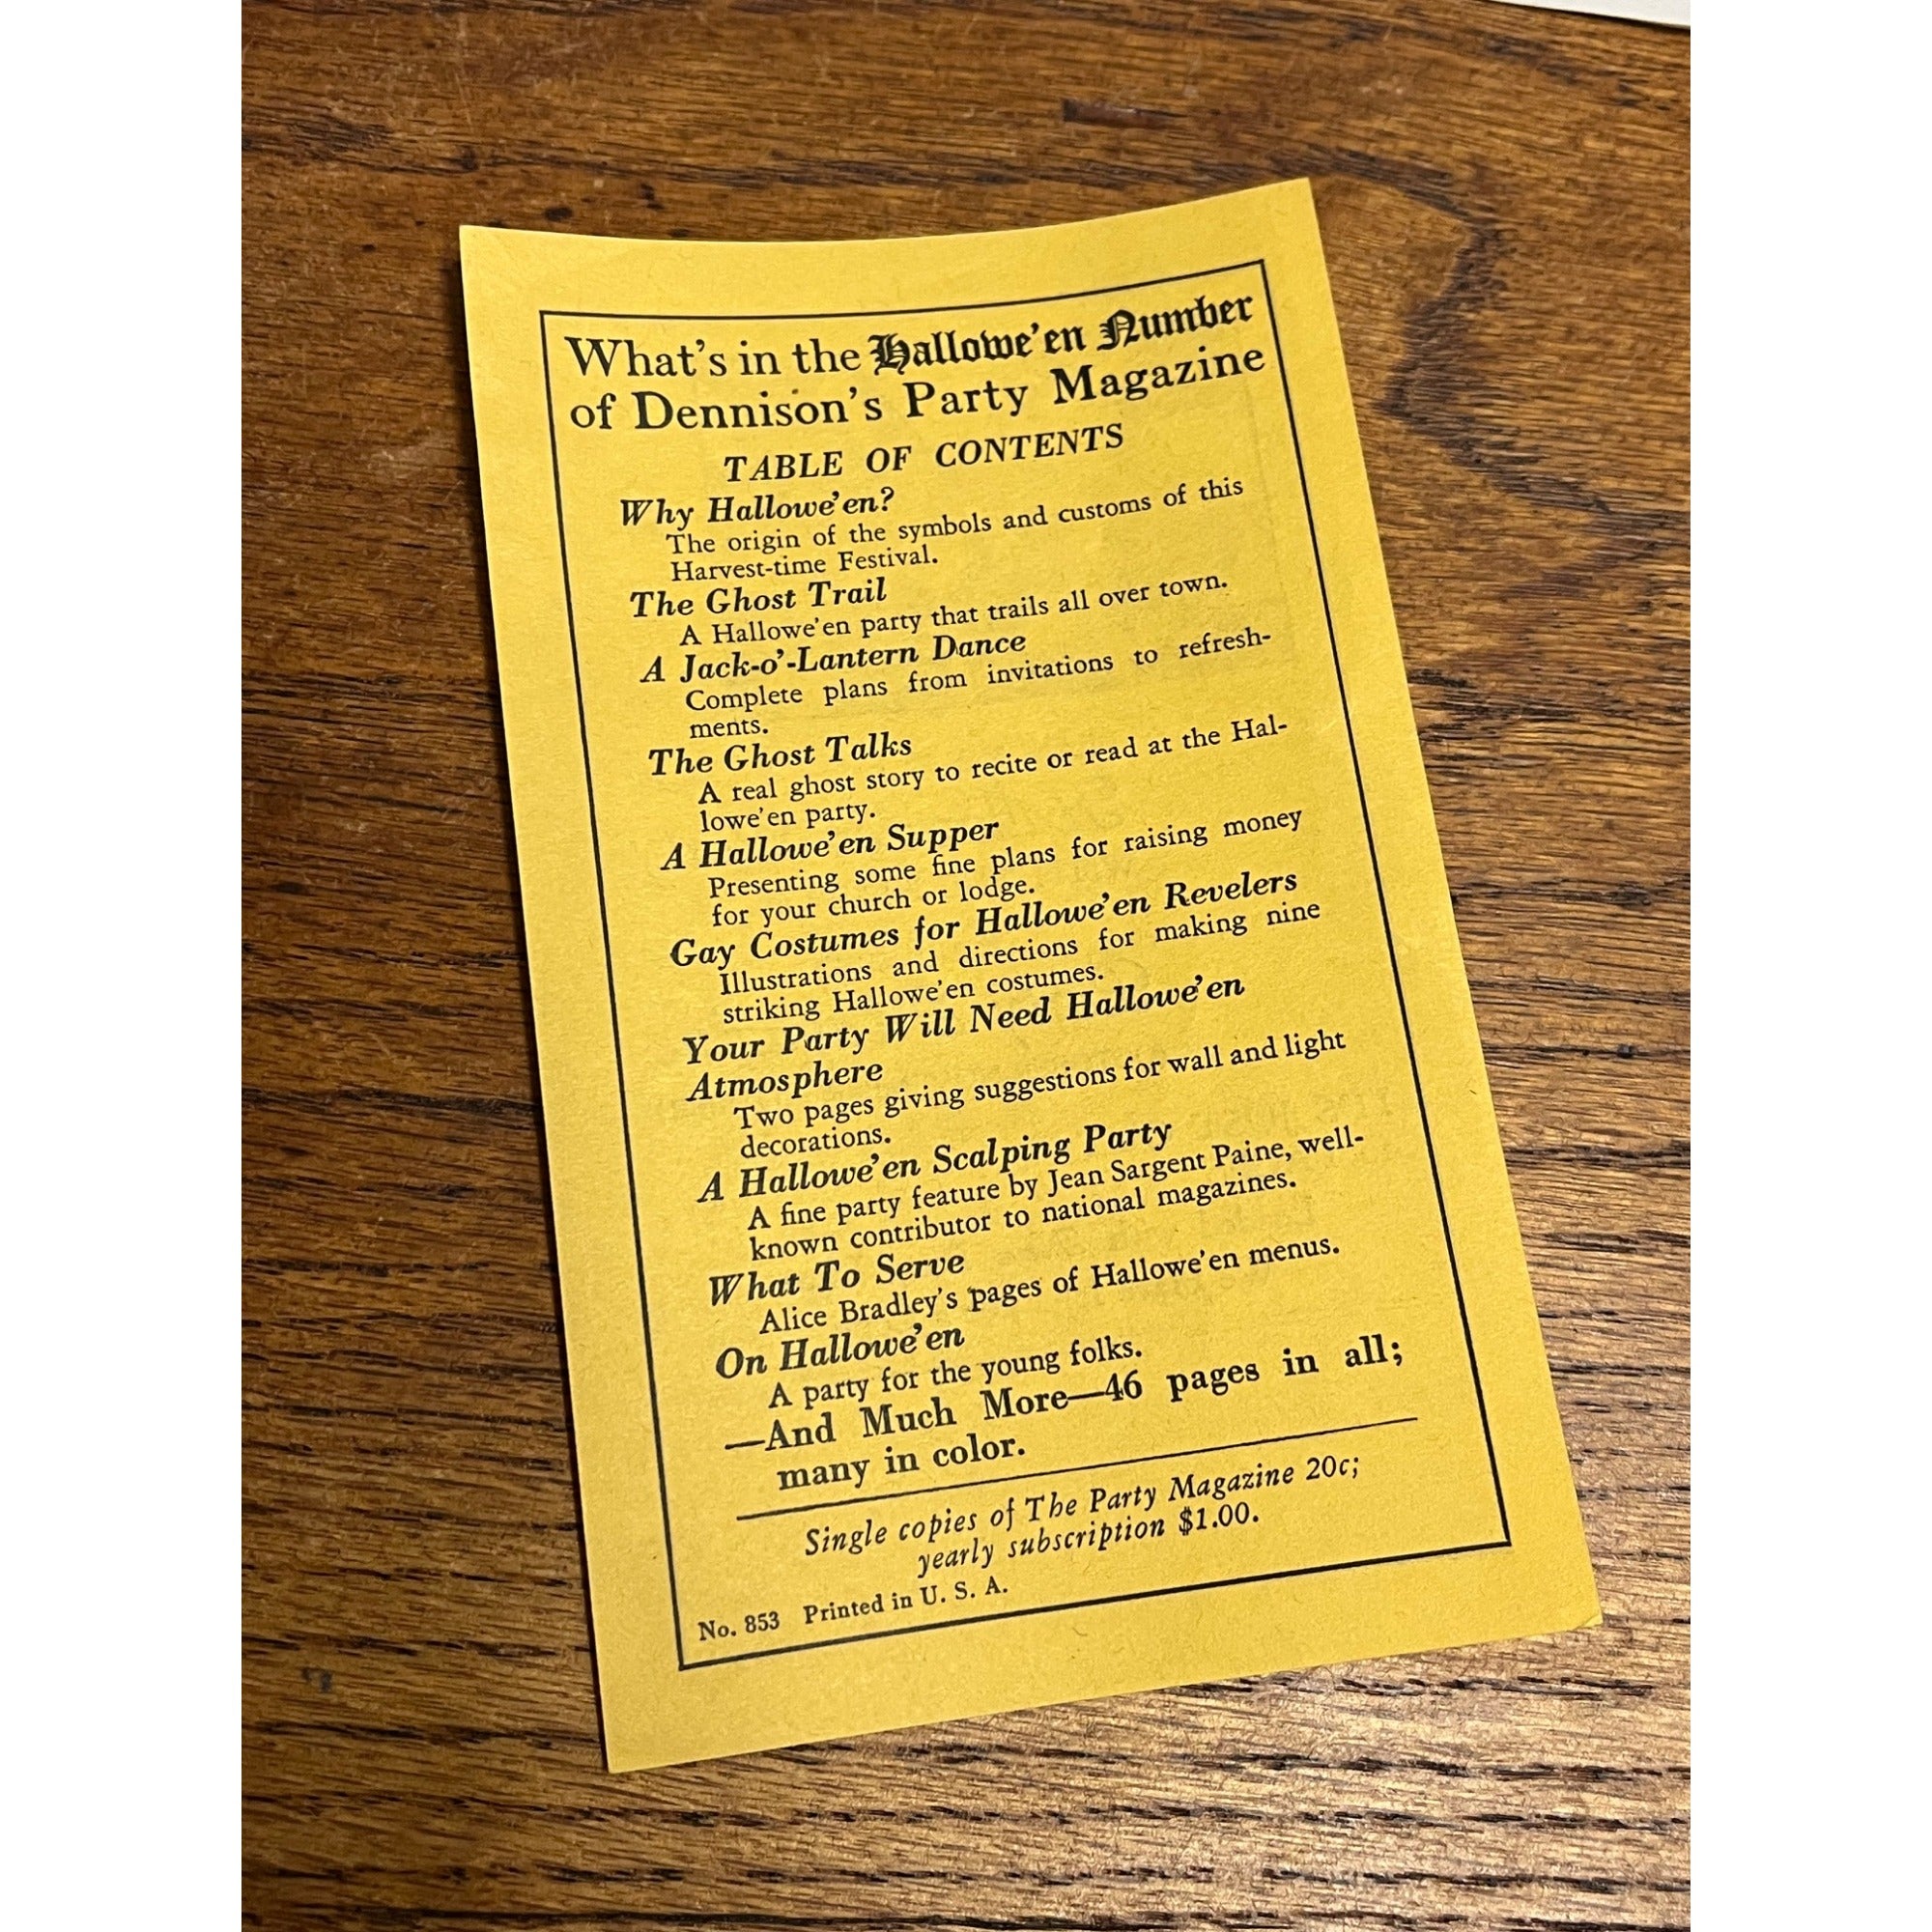 What's in the Hallowe'en Number
of Dennison's Party Magazine
TABLE OF CONTENTS
Why Hallowe'en?
The origin of the symbols and customs of this
Harvest-time Festival.
The Ghost Trail
A Hallowe'en party that trails all over town.
A Jack-o'-Lantern Dance
Complete plans from invitations to refresh-
ments.
The Ghost Talks
A real ghost story to recite or read at the Hal-
lowe'en party.
A Hallowe'en Supper
Presenting some fine plans for raising money
for your church or lodge.
Gay Costumes for Hallowe'en Revelers
Illustrations and directions for making nine
striking Hallowe'en costumes.
Your Party Will Need Hallowe'en
Atmosphere
Two pages giving suggestions for wall and light
decorations.
A Hallowe'en Scalping Party
A fine party feature by Jean Sargent Paine, well-
known contributor to national magazines.
What To Serve
Alice Bradley's pages of Hallowe'en menus.
On Hallowe'en
A party for the young folks.
—And Much More—46 pages in all;
many in color.
Single copies of The Party Magazine 20c;
yearly subscription $1.00.
No. 853 Printed in U. S. A.